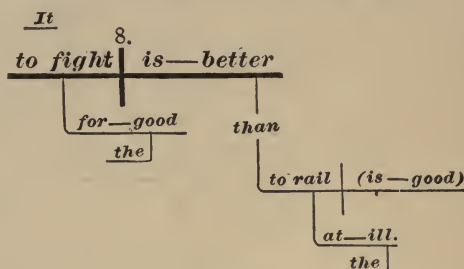 It
8.
to fight is—better
for—good
the
than
to rail (is—good)
at—ill.
the